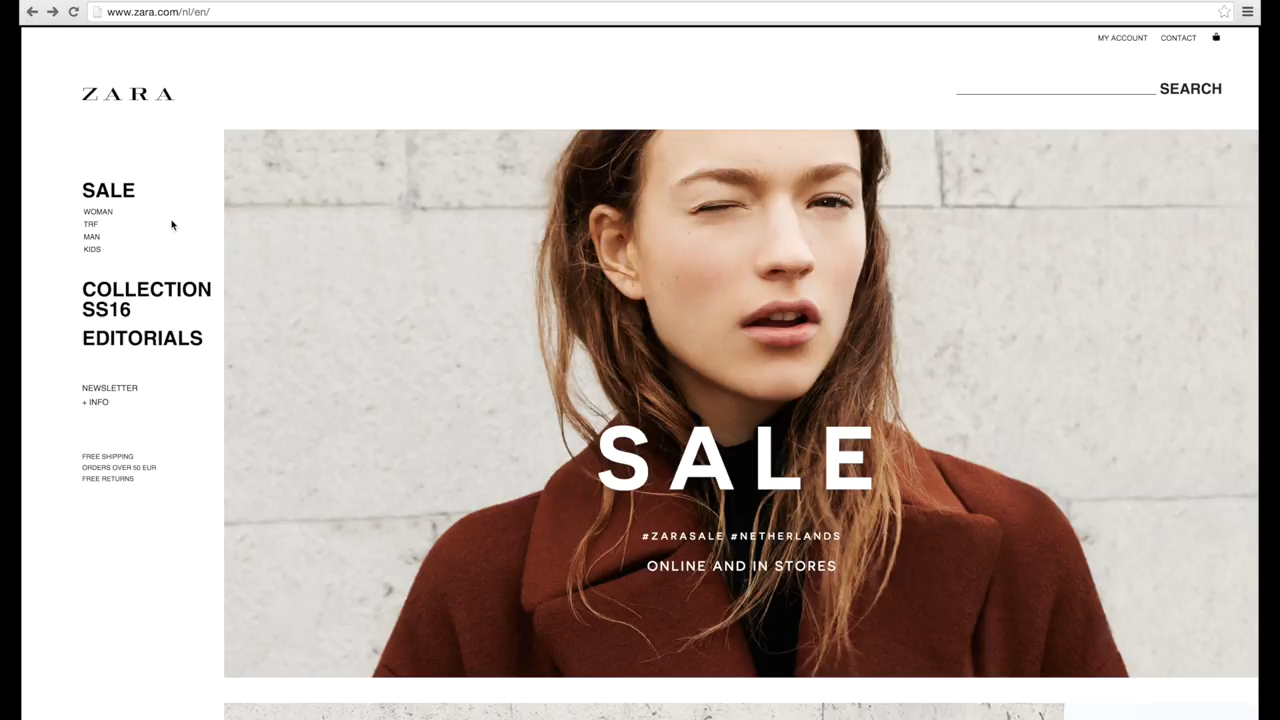 www.zara.com/nl/en/
MY ACCOUNT CONTACT
ZARA
SEARCH
SALE
WOMAN
TRF
MAN
KIDS
COLLECTION
SS16
EDITORIALS
NEWSLETTER
+ INFO
FREE SHIPPING
ORDERS OVER 50 EUR
FREE RETURNS
SALE
#ZARASALE #NETHERLANDS
ONLINE AND IN STORES